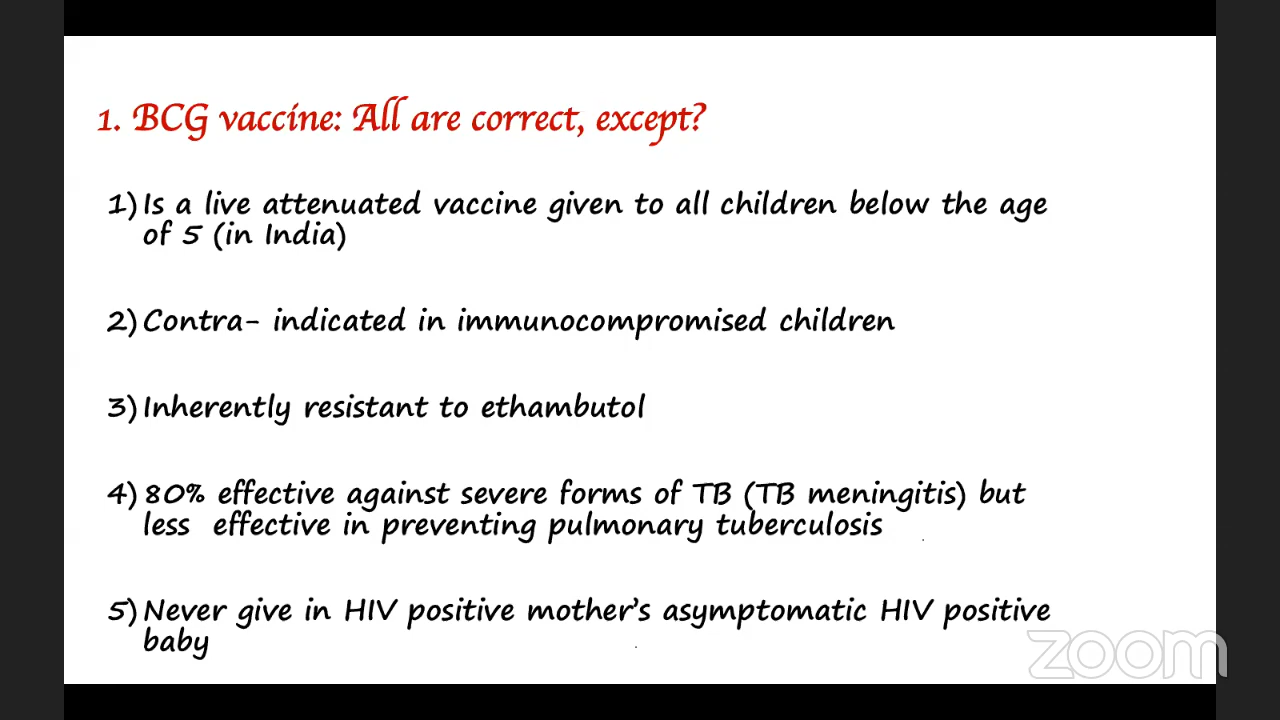 1. BCG vaccine: All are correct, except?
1) Is a live attenuated vaccine given to all children below the age
of 5 (in India)
2) Contra- indicated in immunocompromised children
3) Inherently resistant to ethambutol
4) 80% effective against severe forms of TB (TB meningitis) but
less effective in preventing pulmonary tuberculosis
5) Never give in HIV positive mother's asymptomatic HIV positive
baby
zoom